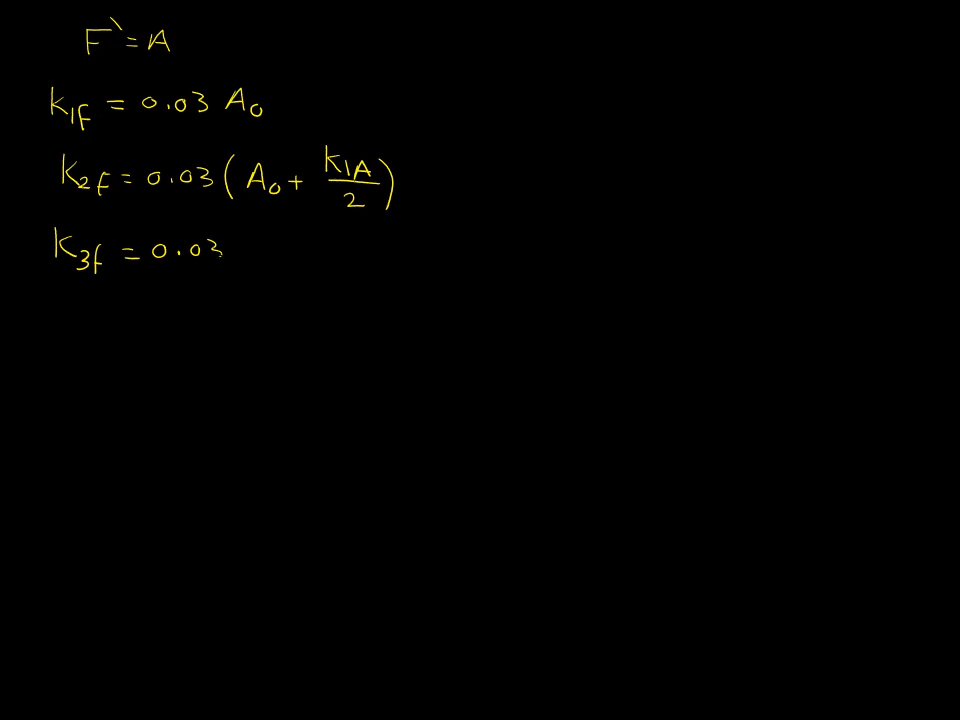 F` = A
k₁f = 0.03 A₀
k₂f = 0.03 ( A₀ + k₁A/2 )
k₃f = 0.03